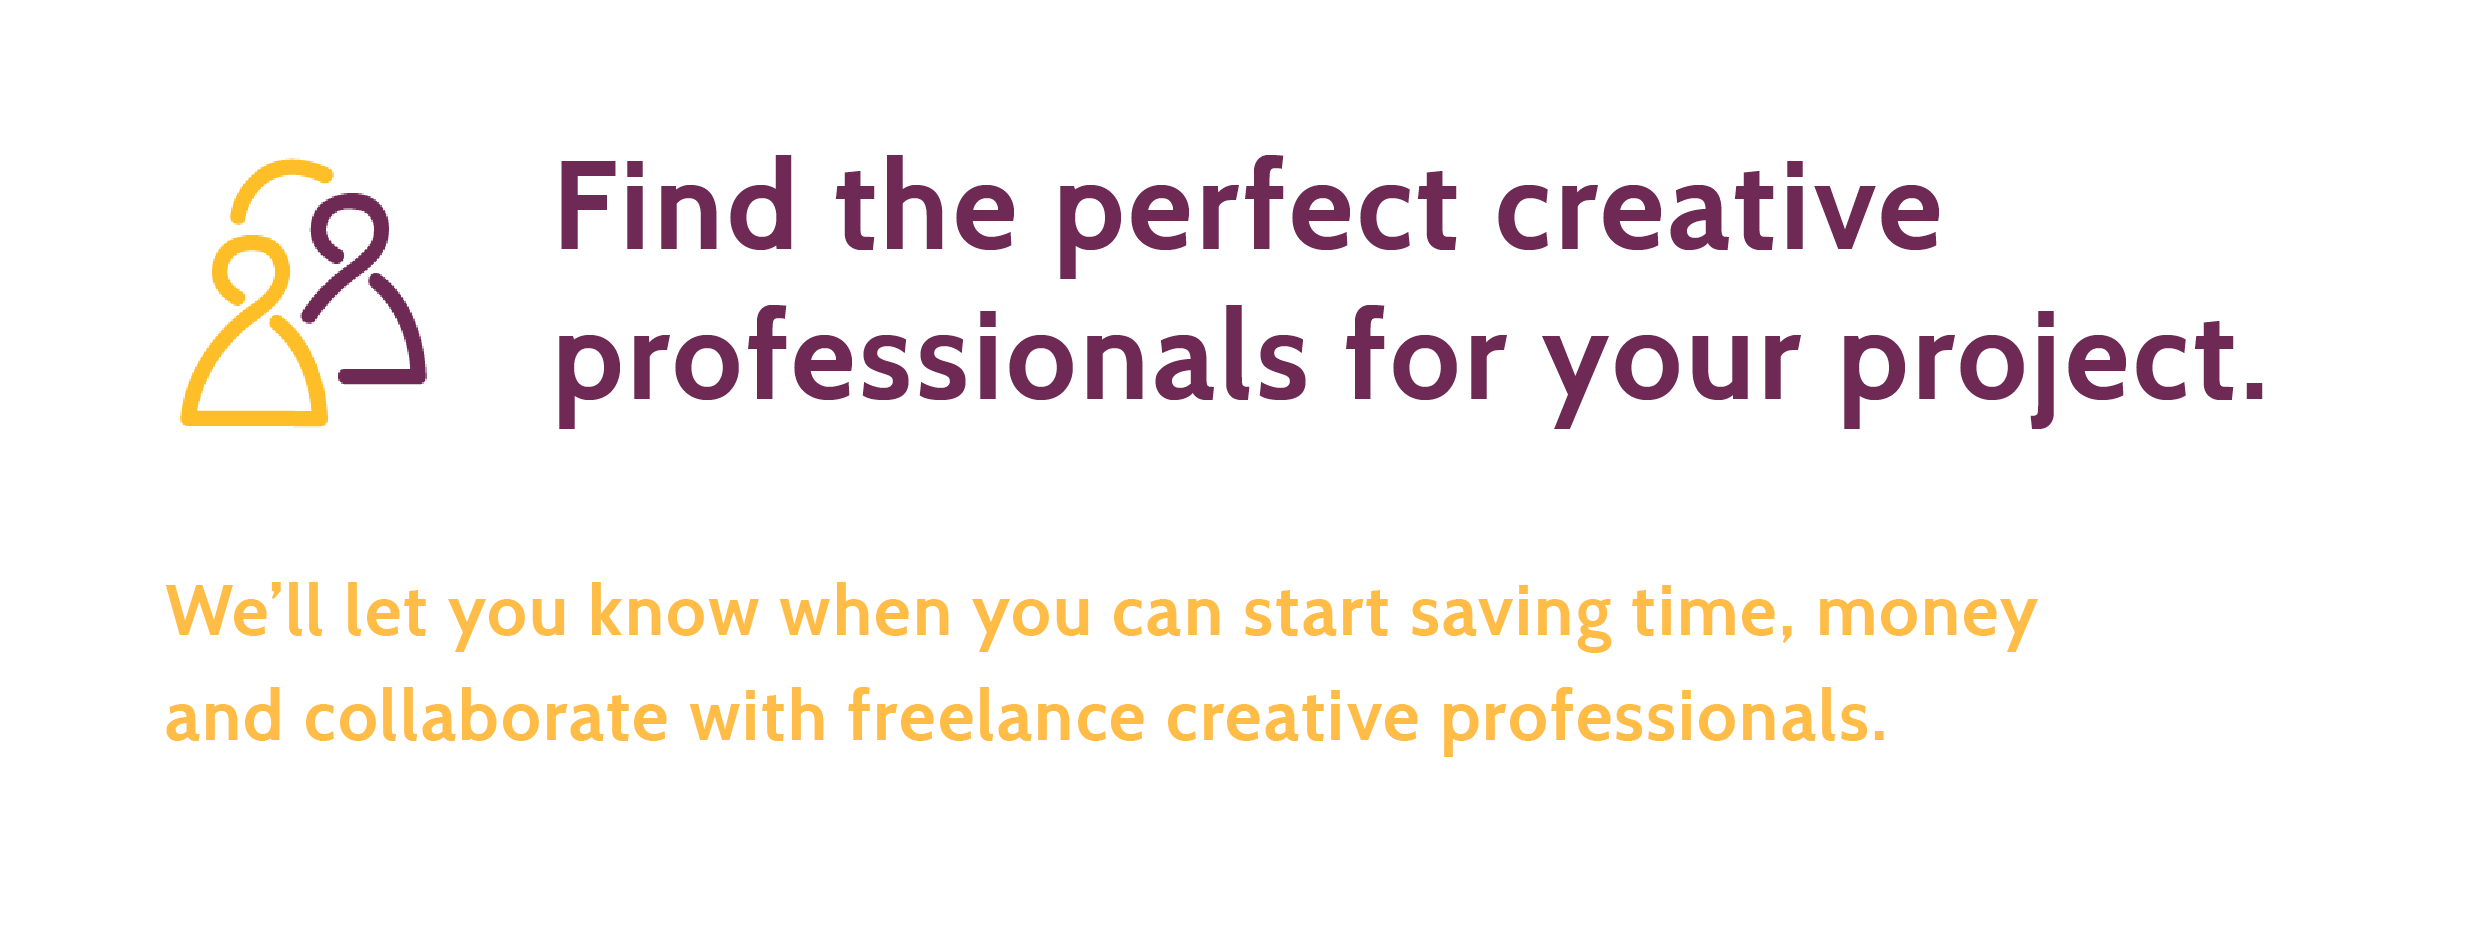 Find the perfect creative
professionals for your project.
We’ll let you know when you can start saving time, money
and collaborate with freelance creative professionals.